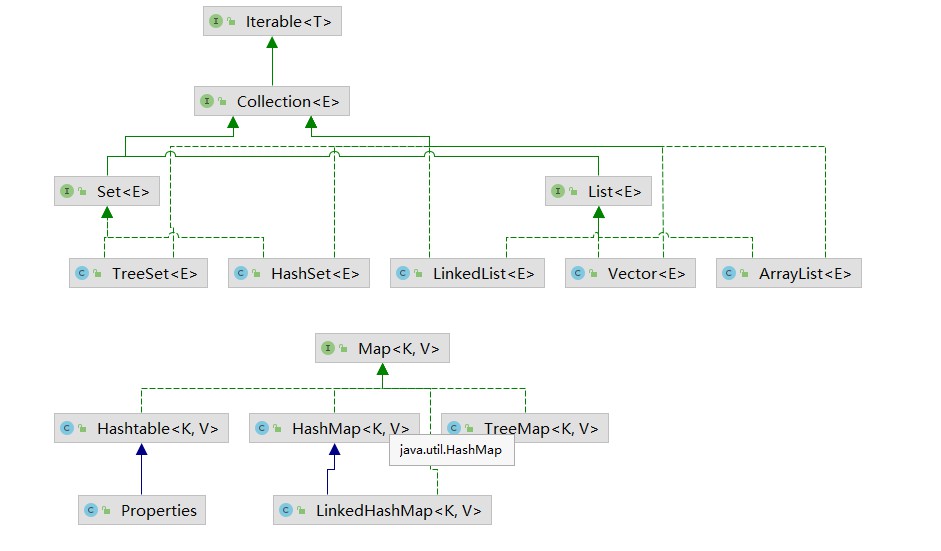 I Iterable<T>
I Collection<E>
I Set<E>
I List<E>
C TreeSet<E>
C HashSet<E>
C LinkedList<E>
C Vector<E>
C ArrayList<E>
I Map<K, V>
C Hashtable<K, V>
C HashMap<K, V>
C TreeMap<K, V>
java.util.HashMap
C Properties
C LinkedHashMap<K, V>